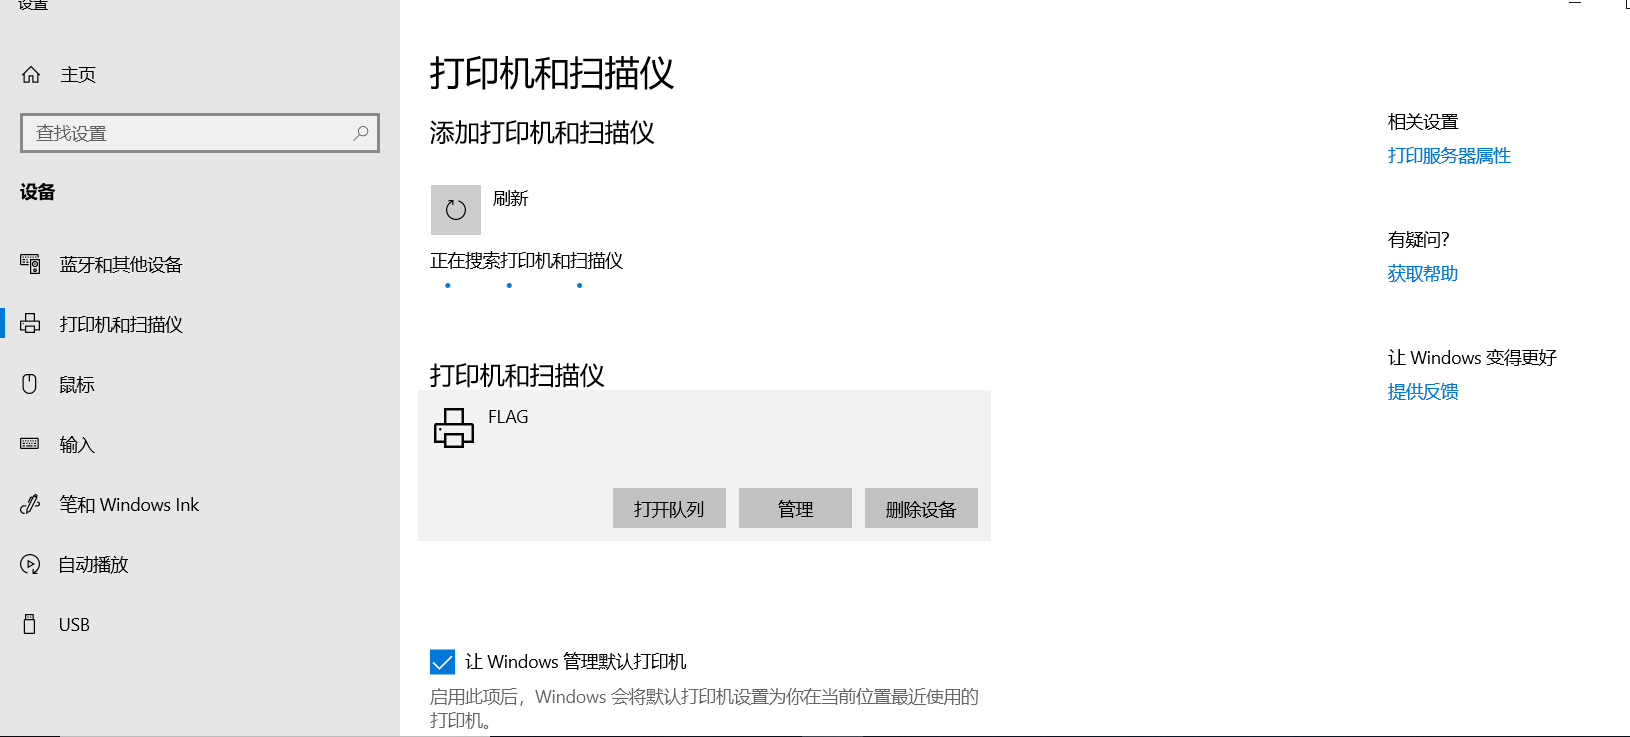 设置
主页
查找设置
设备
蓝牙和其他设备
打印机和扫描仪
鼠标
输入
笔和 Windows Ink
自动播放
USB
打印机和扫描仪
添加打印机和扫描仪
刷新
正在搜索打印机和扫描仪
打印机和扫描仪
FLAG
打开队列
管理
删除设备
让 Windows 管理默认打印机
启用此项后，Windows 会将默认打印机设置为你在当前位置最近使用的
打印机。
相关设置
打印服务器属性
有疑问?
获取帮助
让 Windows 变得更好
提供反馈